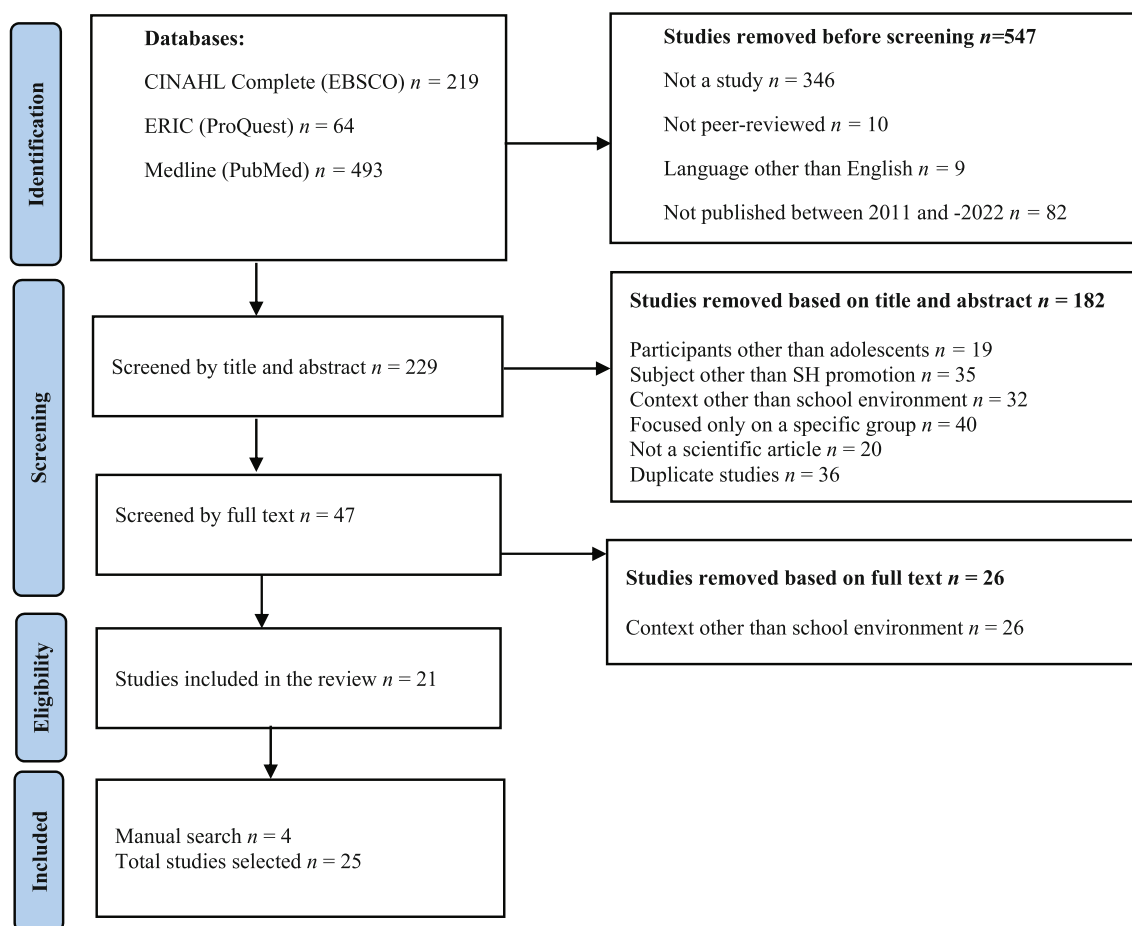 Identification
Databases:
CINAHL Complete (EBSCO) n = 219
ERIC (ProQuest) n = 64
Medline (PubMed) n = 493
Studies removed before screening n=547
Not a study n = 346
Not peer-reviewed n = 10
Language other than English n = 9
Not published between 2011 and -2022 n = 82
Screening
Screened by title and abstract n = 229
Studies removed based on title and abstract n = 182
Participants other than adolescents n = 19
Subject other than SH promotion n = 35
Context other than school environment n = 32
Focused only on a specific group n = 40
Not a scientific article n = 20
Duplicate studies n = 36
Screened by full text n = 47
Studies removed based on full text n = 26
Context other than school environment n = 26
Eligibility
Studies included in the review n = 21
Included
Manual search n = 4
Total studies selected n = 25